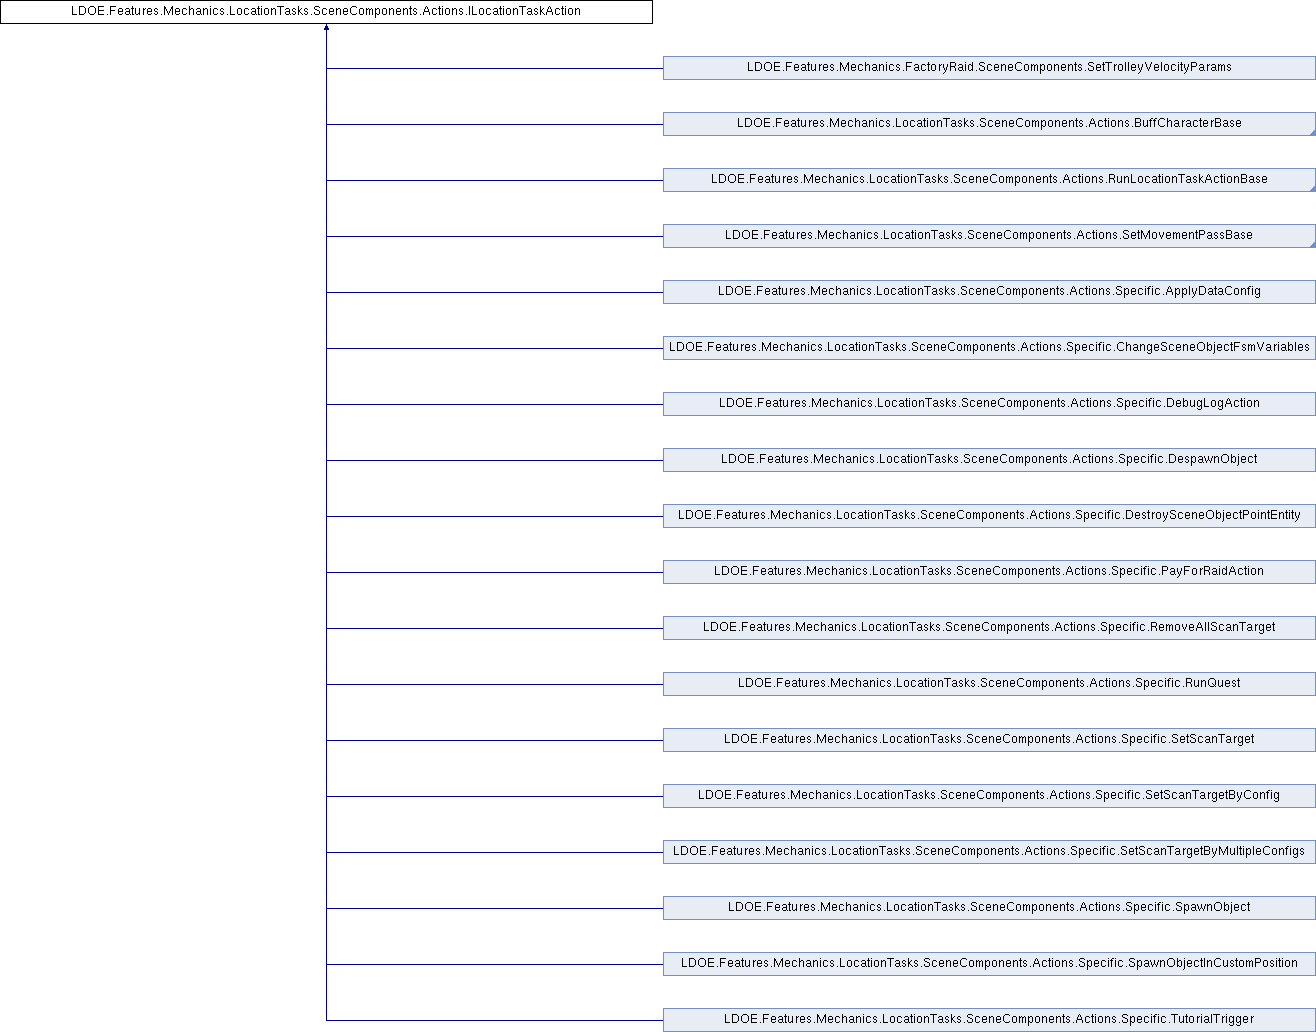 LDOE.Features.Mechanics.LocationTasks.SceneComponents.Actions.ILocationTaskAction
LDOE.Features.Mechanics.FactoryRaid.SceneComponents.SetTrolleyVelocityParams
LDOE.Features.Mechanics.LocationTasks.SceneComponents.Actions.BuffCharacterBase
LDOE.Features.Mechanics.LocationTasks.SceneComponents.Actions.RunLocationTaskActionBase
LDOE.Features.Mechanics.LocationTasks.SceneComponents.Actions.SetMovementPassBase
LDOE.Features.Mechanics.LocationTasks.SceneComponents.Actions.Specific.ApplyDataConfig
LDOE.Features.Mechanics.LocationTasks.SceneComponents.Actions.Specific.ChangeSceneObjectFsmVariables
LDOE.Features.Mechanics.LocationTasks.SceneComponents.Actions.Specific.DebugLogAction
LDOE.Features.Mechanics.LocationTasks.SceneComponents.Actions.Specific.DespawnObject
LDOE.Features.Mechanics.LocationTasks.SceneComponents.Actions.Specific.DestroySceneObjectPointEntity
LDOE.Features.Mechanics.LocationTasks.SceneComponents.Actions.Specific.PayForRaidAction
LDOE.Features.Mechanics.LocationTasks.SceneComponents.Actions.Specific.RemoveAllScanTarget
LDOE.Features.Mechanics.LocationTasks.SceneComponents.Actions.Specific.RunQuest
LDOE.Features.Mechanics.LocationTasks.SceneComponents.Actions.Specific.SetScanTarget
LDOE.Features.Mechanics.LocationTasks.SceneComponents.Actions.Specific.SetScanTargetByConfig
LDOE.Features.Mechanics.LocationTasks.SceneComponents.Actions.Specific.SetScanTargetByMultipleConfigs
LDOE.Features.Mechanics.LocationTasks.SceneComponents.Actions.Specific.SpawnObject
LDOE.Features.Mechanics.LocationTasks.SceneComponents.Actions.Specific.SpawnObjectInCustomPosition
LDOE.Features.Mechanics.LocationTasks.SceneComponents.Actions.Specific.TutorialTrigger